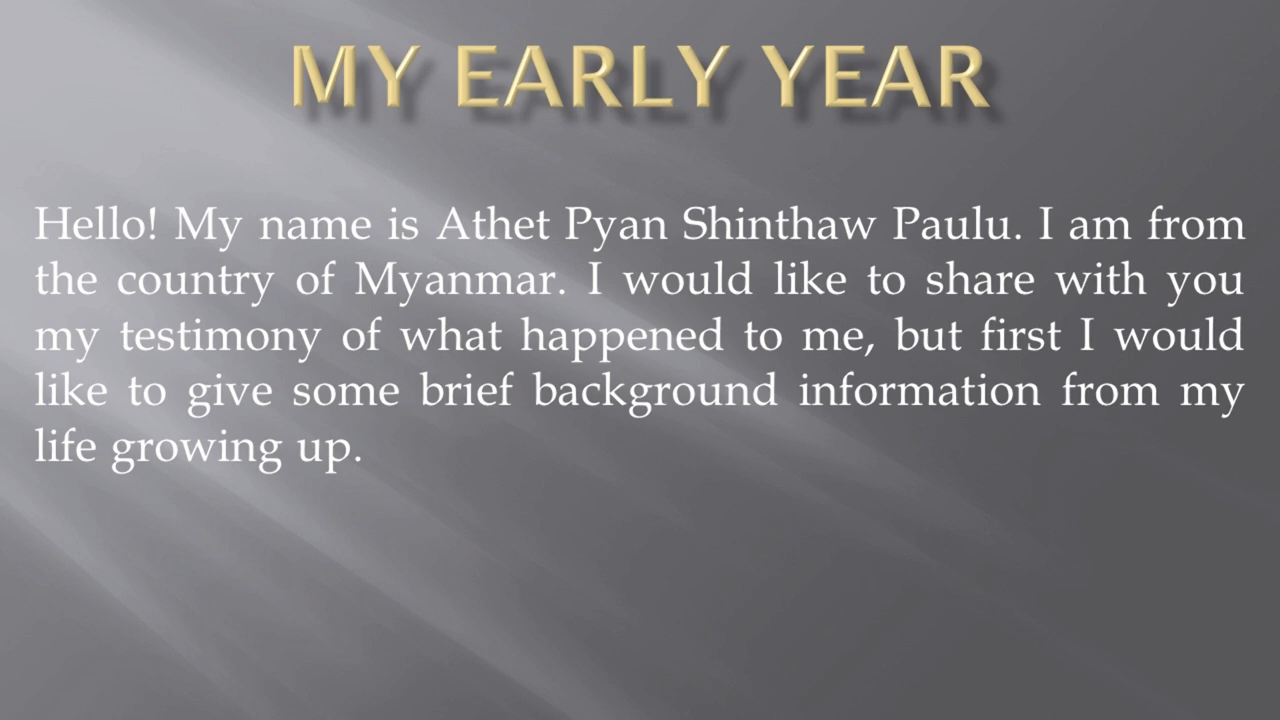 MY EARLY YEAR
Hello! My name is Athet Pyan Shinthaw Paulu. I am from
the country of Myanmar. I would like to share with you
my testimony of what happened to me, but first I would
like to give some brief background information from my
life growing up.